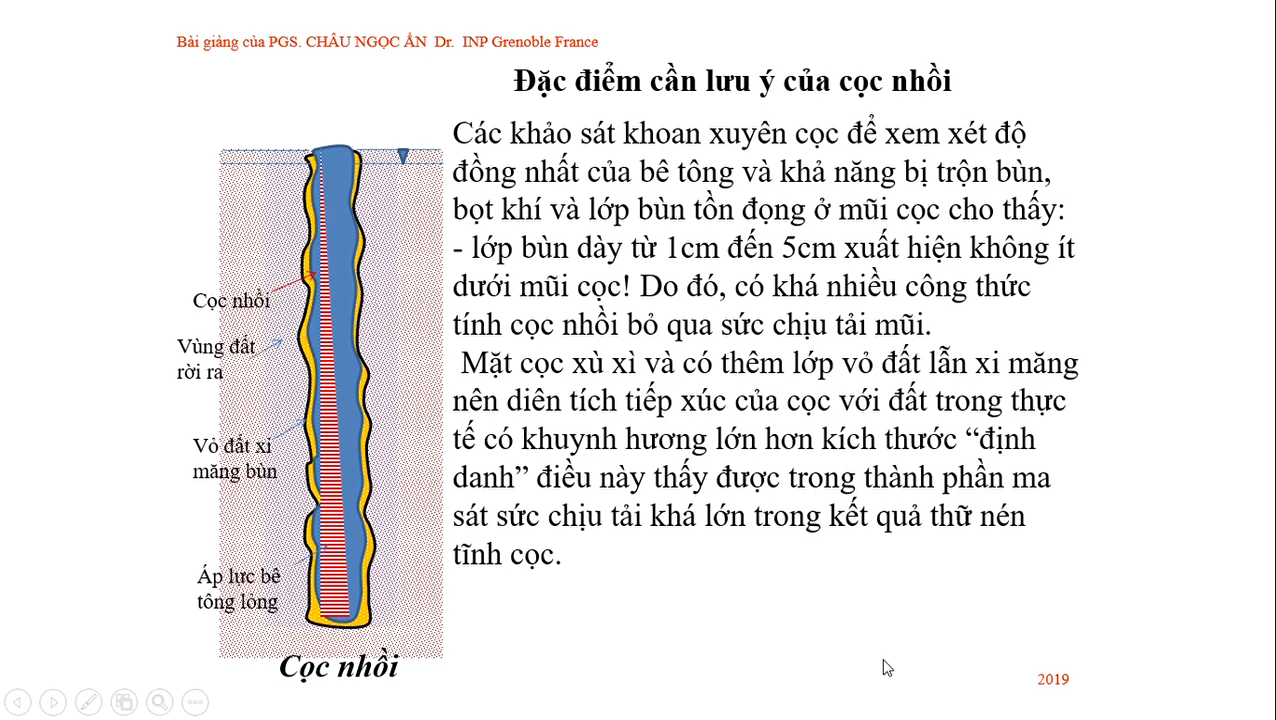 Bài giảng của PGS. CHÂU NGỌC ẨN Dr. INP Grenoble France
Đặc điểm cần lưu ý của cọc nhồi
Các khảo sát khoan xuyên cọc để xem xét độ
đồng nhất của bê tông và khả năng bị trộn bùn,
bọt khí và lớp bùn tồn đọng ở mũi cọc cho thấy:
- lớp bùn dày từ 1cm đến 5cm xuất hiện không ít
dưới mũi cọc! Do đó, có khá nhiều công thức
tính cọc nhồi bỏ qua sức chịu tải mũi.
Mặt cọc xù xì và có thêm lớp vỏ đất lẫn xi măng
nên diên tích tiếp xúc của cọc với đất trong thực
tế có khuynh hương lớn hơn kích thước “định
danh” điều này thấy được trong thành phần ma
sát sức chịu tải khá lớn trong kết quả thữ nén
tĩnh cọc.
Cọc nhồi
Vùng đất
rời ra
Vỏ đất xi
măng bùn
Áp lực bê
tông lỏng
Cọc nhồi
2019